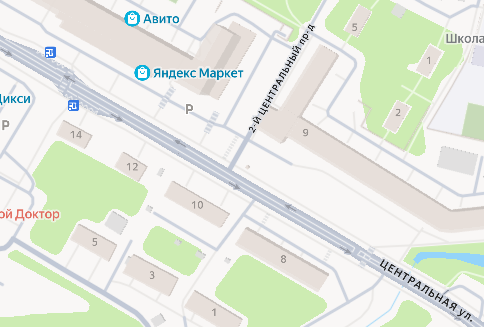 Авито
5
Школа
1
Яндекс Маркет
2-Й ЦЕНТРАЛЬНЫЙ пр-д
Дикси
P
2
P
14
9
12
10
ой Доктор
5
8
3
ЦЕНТРАЛЬНАЯ УЛ.
1